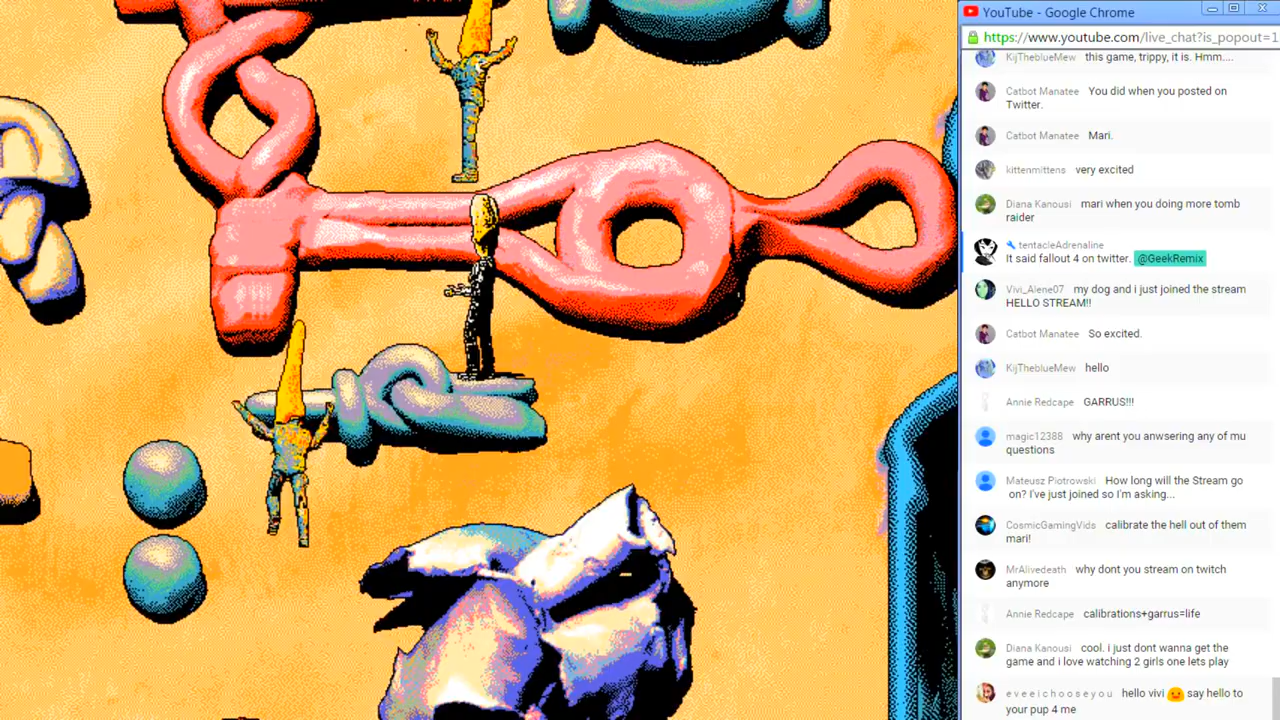 YouTube - Google Chrome
https://www.youtube.com/live_chat?is_popout=1
KijTheblueMew this game, trippy, it is. Hmm....
Catbot Manatee You did when you posted on
Twitter.
Catbot Manatee Mari.
kittenmittens very excited
Diana Kanousi mari when you doing more tomb
raider
tentacleAdrenaline
It said fallout 4 on twitter. @GeekRemix
Vivi_Alene07 my dog and i just joined the stream
HELLO STREAM!!
Catbot Manatee So excited.
KijTheblueMew hello
Annie Redcape GARRUS!!!
magic12388 why arent you anwsering any of mu
questions
Mateusz Piotrowski How long will the Stream go
on? I've just joined so I'm asking...
CosmicGamingVids calibrate the hell out of them
mari!
MrAlivedeath why dont you stream on twitch
anymore
Annie Redcape calibrations+garrus=life
Diana Kanousi cool. i just dont wanna get the
game and i love watching 2 girls one lets play
e v e e i c h o o s e y o u hello vivi say hello to
your pup 4 me